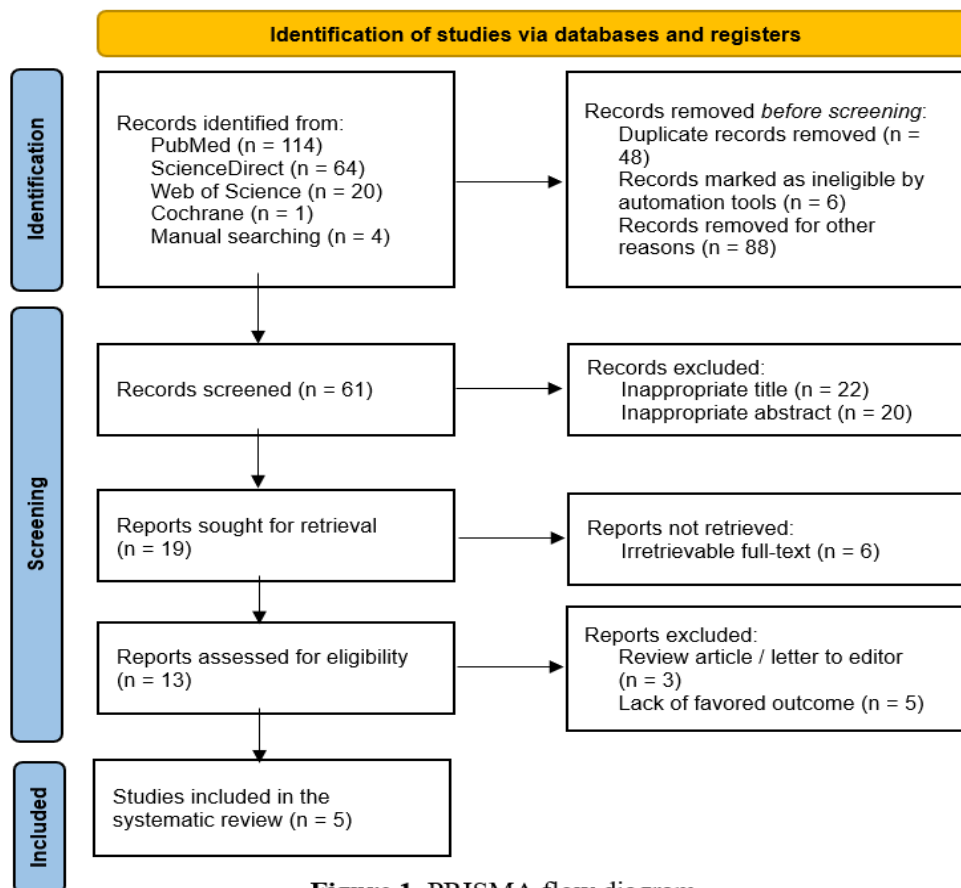 Identification of studies via databases and registers
Identification
Records identified from:
PubMed (n = 114)
ScienceDirect (n = 64)
Web of Science (n = 20)
Cochrane (n = 1)
Manual searching (n = 4)
Records removed before screening:
Duplicate records removed (n =
48)
Records marked as ineligible by
automation tools (n = 6)
Records removed for other
reasons (n = 88)
Screening
Records screened (n = 61)
Records excluded:
Inappropriate title (n = 22)
Inappropriate abstract (n = 20)
Reports sought for retrieval
(n = 19)
Reports not retrieved:
Irretrievable full-text (n = 6)
Reports assessed for eligibility
(n = 13)
Reports excluded:
Review article / letter to editor
(n = 3)
Lack of favored outcome (n = 5)
Included
Studies included in the
systematic review (n = 5)
Figure 1. PRISMA flow diagram